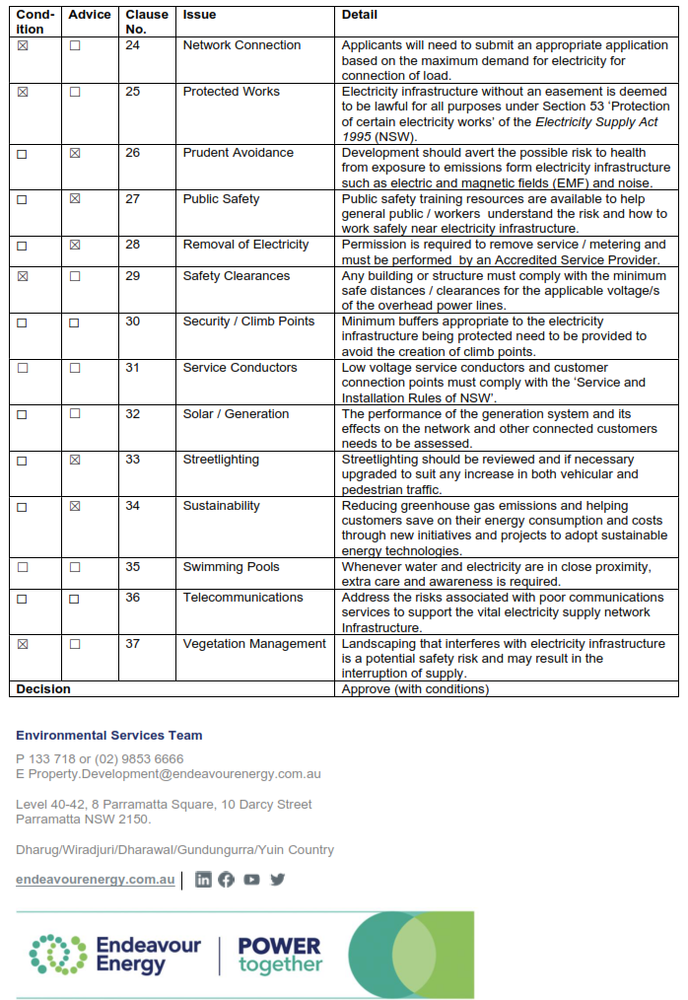 Cond-ition Advice Clause No. Issue Detail
☒ ☐ 24 Network Connection Applicants will need to submit an appropriate application
based on the maximum demand for electricity for
connection of load.
☒ ☐ 25 Protected Works Electricity infrastructure without an easement is deemed
to be lawful for all purposes under Section 53 ‘Protection
of certain electricity works’ of the Electricity Supply Act
1995 (NSW).
☐ ☒ 26 Prudent Avoidance Development should avert the possible risk to health
from exposure to emissions form electricity infrastructure
such as electric and magnetic fields (EMF) and noise.
☐ ☒ 27 Public Safety Public safety training resources are available to help
general public / workers understand the risk and how to
work safely near electricity infrastructure.
☐ ☒ 28 Removal of Electricity Permission is required to remove service / metering and
must be performed by an Accredited Service Provider.
☒ ☐ 29 Safety Clearances Any building or structure must comply with the minimum
safe distances / clearances for the applicable voltage/s
of the overhead power lines.
☐ ☐ 30 Security / Climb Points Minimum buffers appropriate to the electricity
infrastructure being protected need to be provided to
avoid the creation of climb points.
☐ ☐ 31 Service Conductors Low voltage service conductors and customer
connection points must comply with the ‘Service and
Installation Rules of NSW’.
☐ ☐ 32 Solar / Generation The performance of the generation system and its
effects on the network and other connected customers
needs to be assessed.
☐ ☒ 33 Streetlighting Streetlighting should be reviewed and if necessary
upgraded to suit any increase in both vehicular and
pedestrian traffic.
☐ ☒ 34 Sustainability Reducing greenhouse gas emissions and helping
customers save on their energy consumption and costs
through new initiatives and projects to adopt sustainable
energy technologies.
☐ ☐ 35 Swimming Pools Whenever water and electricity are in close proximity,
extra care and awareness is required.
☐ ☐ 36 Telecommunications Address the risks associated with poor communications
services to support the vital electricity supply network
Infrastructure.
☒ ☐ 37 Vegetation Management Landscaping that interferes with electricity infrastructure
is a potential safety risk and may result in the
interruption of supply.
Decision Approve (with conditions)
Environmental Services Team
P 133 718 or (02) 9853 6666
E Property.Development@endeavourenergy.com.au
Level 40-42, 8 Parramatta Square, 10 Darcy Street
Parramatta NSW 2150.
Dharug/Wiradjuri/Dharawal/Gundungurra/Yuin Country
endeavourenergy.com.au |
Endeavour
Energy
POWER
together